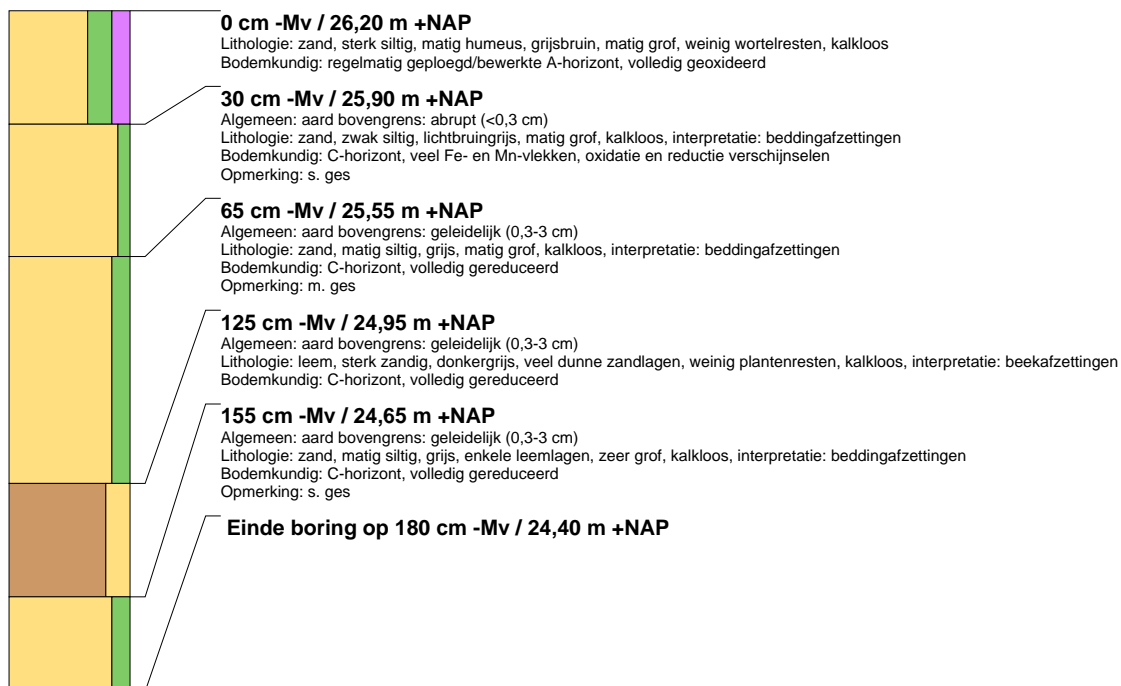 0 cm -Mv / 26,20 m +NAP
Lithologie: zand, sterk siltig, matig humeus, grijsbruin, matig grof, weinig wortelresten, kalkloos
Bodemkundig: regelmatig geploegd/bewerkte A-horizont, volledig geoxideerd
30 cm -Mv / 25,90 m +NAP
Algemeen: aard bovengrens: abrupt (<0,3 cm)
Lithologie: zand, zwak siltig, lichtbruingrijs, matig grof, kalkloos, interpretatie: beddingafzettingen
Bodemkundig: C-horizont, veel Fe- en Mn-vlekken, oxidatie en reductie verschijnselen
Opmerking: s. ges
65 cm -Mv / 25,55 m +NAP
Algemeen: aard bovengrens: geleidelijk (0,3-3 cm)
Lithologie: zand, matig siltig, grijs, matig grof, kalkloos, interpretatie: beddingafzettingen
Bodemkundig: C-horizont, volledig gereduceerd
Opmerking: m. ges
125 cm -Mv / 24,95 m +NAP
Algemeen: aard bovengrens: geleidelijk (0,3-3 cm)
Lithologie: leem, sterk zandig, donkergrijs, veel dunne zandlagen, weinig plantenresten, kalkloos, interpretatie: beekafzettingen
Bodemkundig: C-horizont, volledig gereduceerd
155 cm -Mv / 24,65 m +NAP
Algemeen: aard bovengrens: geleidelijk (0,3-3 cm)
Lithologie: zand, matig siltig, grijs, enkele leemlagen, zeer grof, kalkloos, interpretatie: beddingafzettingen
Bodemkundig: C-horizont, volledig gereduceerd
Opmerking: s. ges
Einde boring op 180 cm -Mv / 24,40 m +NAP